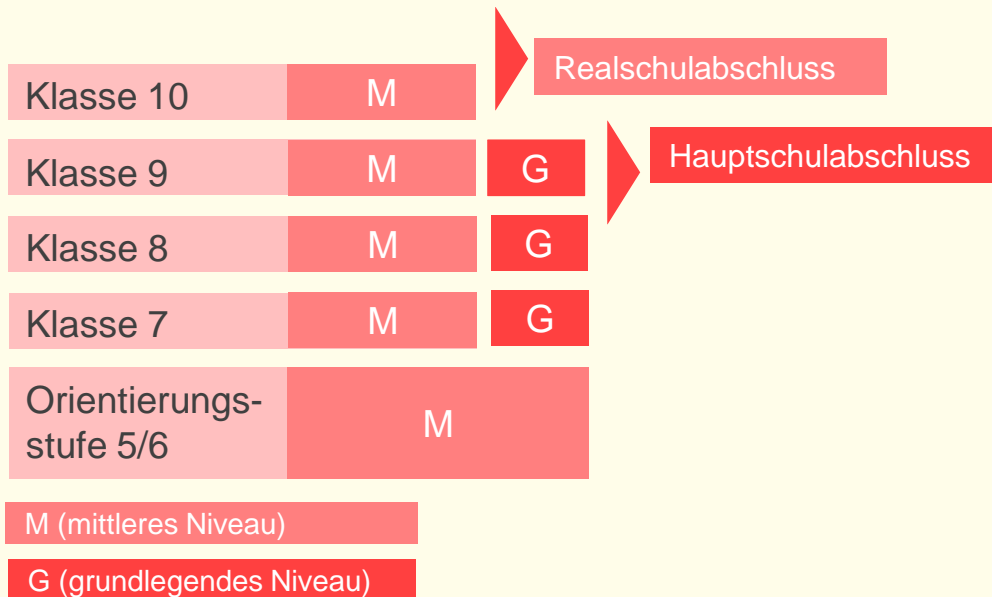 Realschulabschluss
Klasse 10 M
Klasse 9 M G
Hauptschulabschluss
Klasse 8 M G
Klasse 7 M G
Orientierungs-
stufe 5/6
M
M (mittleres Niveau)
G (grundlegendes Niveau)